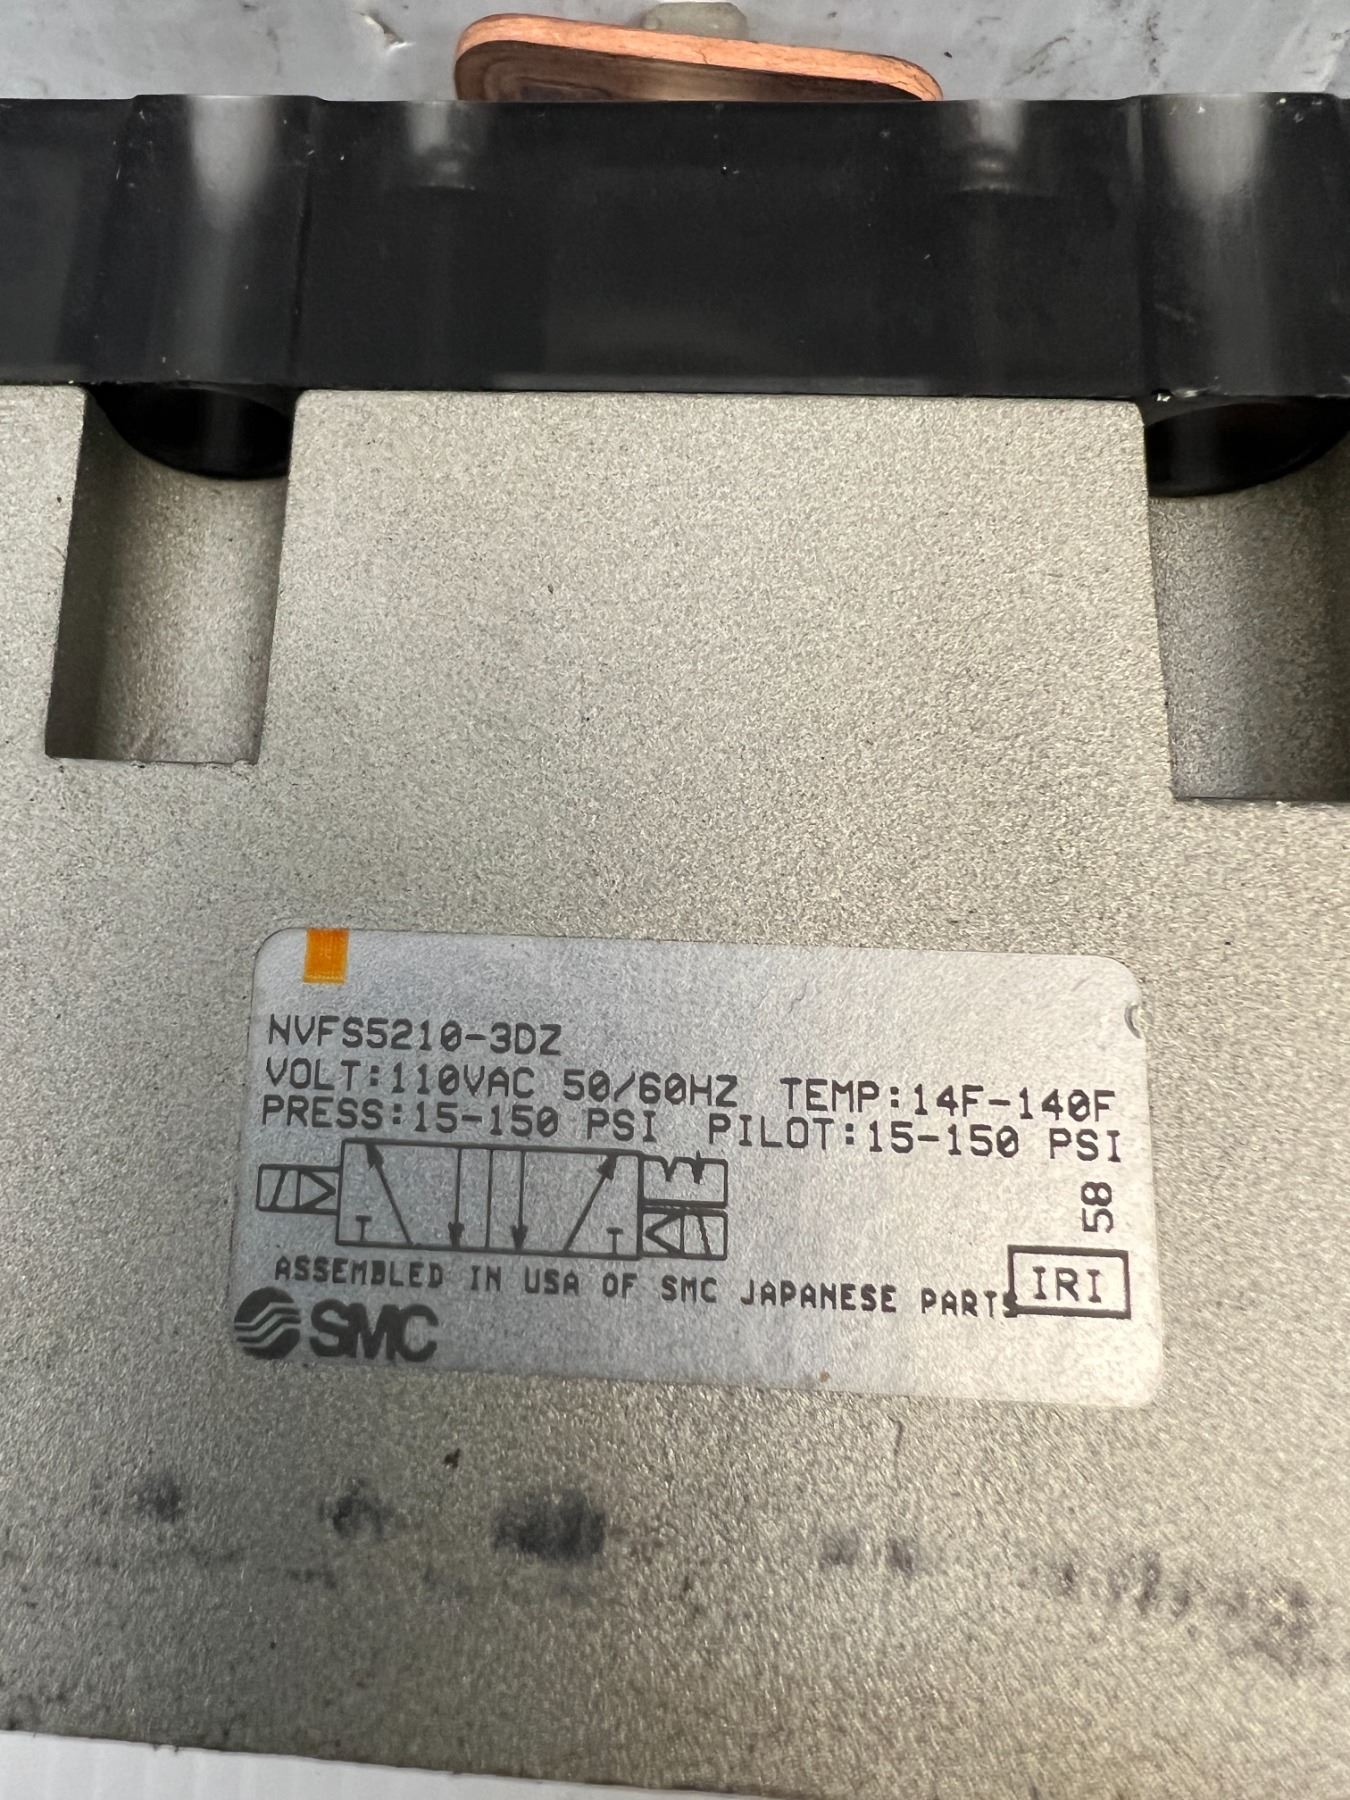 NVFS5210-3DZ
VOLT:110VAC 50/60HZ TEMP:14F-140F
PRESS:15-150 PSI PILOT:15-150 PSI
58
ASSEMBLED IN USA OF SMC JAPANESE PARTS
IRI
SMC